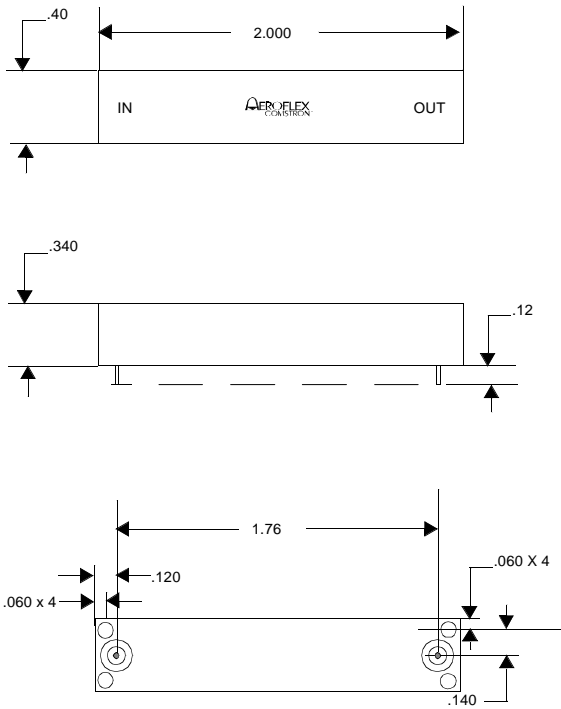 .40
2.000
IN
AEROFLEX
COMSTRON
OUT
.340
.12
1.76
.060 X 4
.120
.060 x 4
.140